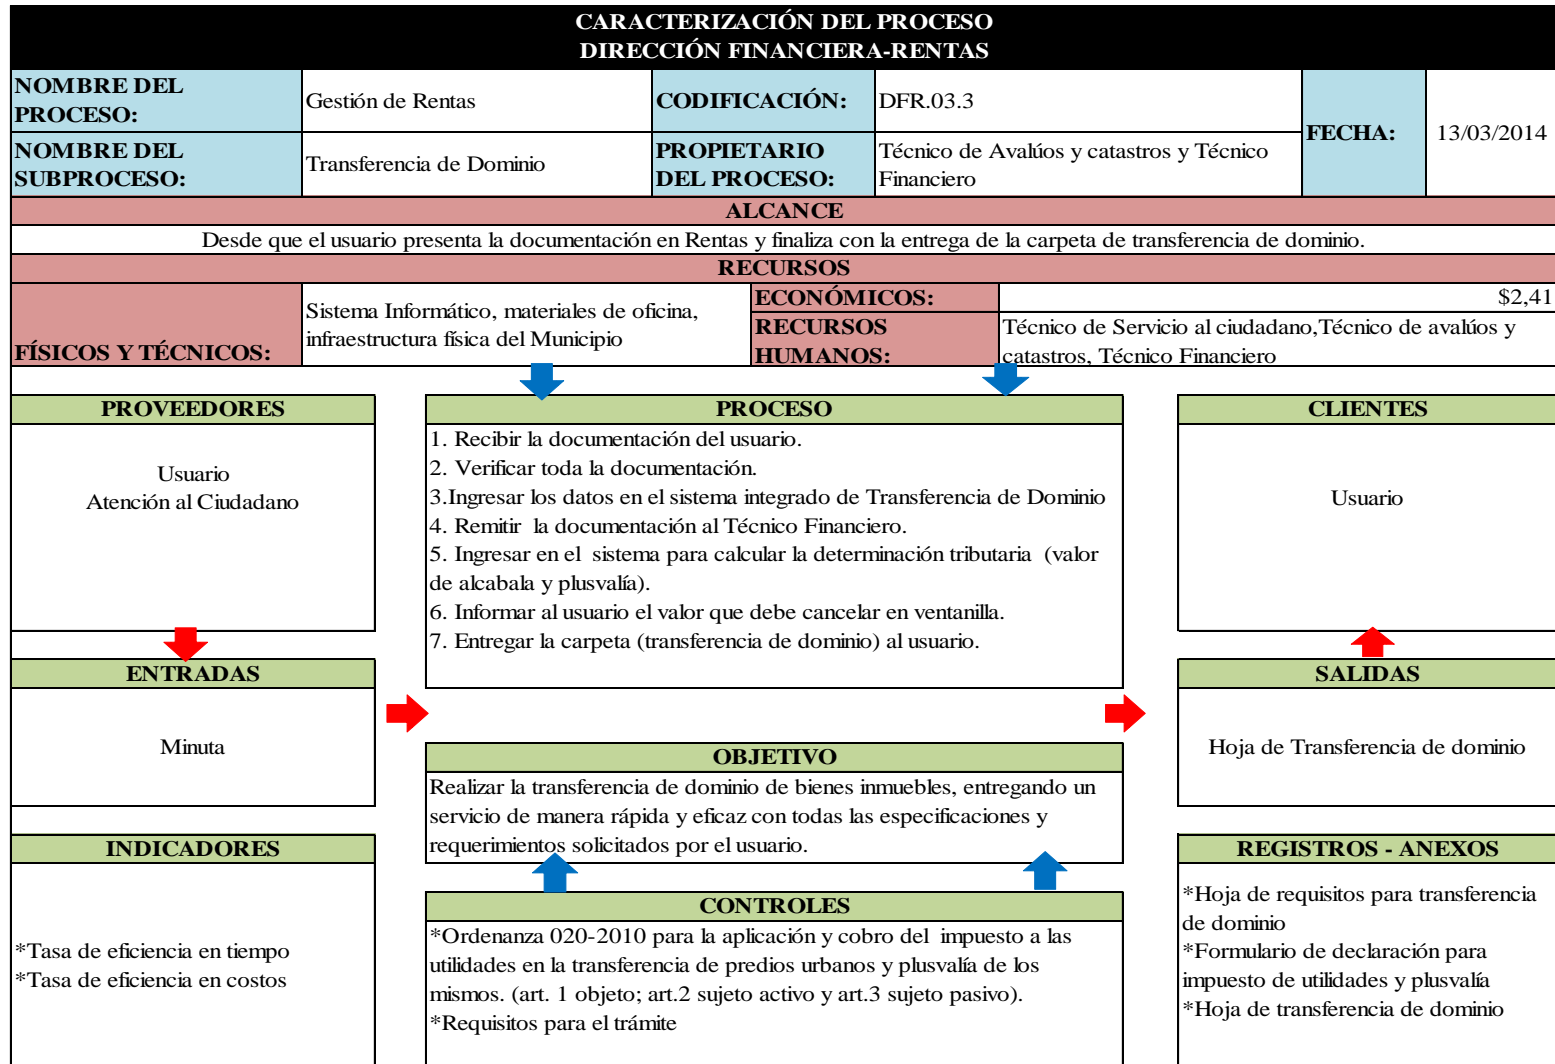 CARACTERIZACIÓN DEL PROCESO
DIRECCIÓN FINANCIERA-RENTAS
NOMBRE DEL
PROCESO:
Gestión de Rentas
CODIFICACIÓN:
DFR.03.3
FECHA:
13/03/2014
NOMBRE DEL
SUBPROCESO:
Transferencia de Dominio
PROPIETARIO
DEL PROCESO:
Técnico de Avalúos y catastros y Técnico
Financiero
ALCANCE
Desde que el usuario presenta la documentación en Rentas y finaliza con la entrega de la carpeta de transferencia de dominio.
RECURSOS
FÍSICOS Y TÉCNICOS:
Sistema Informático, materiales de oficina,
infraestructura física del Municipio
ECONÓMICOS:
$2,41
RECURSOS
HUMANOS:
Técnico de Servicio al ciudadano,Técnico de avalúos y
catastros, Técnico Financiero
PROVEEDORES
Usuario
Atención al Ciudadano
PROCESO
1. Recibir la documentación del usuario.
2. Verificar toda la documentación.
3.Ingresar los datos en el sistema integrado de Transferencia de Dominio
4. Remitir  la documentación al Técnico Financiero.
5. Ingresar en el  sistema para calcular la determinación tributaria  (valor
de alcabala y plusvalía).
6. Informar al usuario el valor que debe cancelar en ventanilla.
7. Entregar la carpeta (transferencia de dominio) al usuario.
CLIENTES
Usuario
ENTRADAS
Minuta
SALIDAS
Hoja de Transferencia de dominio
OBJETIVO
Realizar la transferencia de dominio de bienes inmuebles, entregando un
servicio de manera rápida y eficaz con todas las especificaciones y
requerimientos solicitados por el usuario.
INDICADORES
*Tasa de eficiencia en tiempo
*Tasa de eficiencia en costos
CONTROLES
*Ordenanza 020-2010 para la aplicación y cobro del  impuesto a las
utilidades en la transferencia de predios urbanos y plusvalía de los
mismos. (art. 1 objeto; art.2 sujeto activo y art.3 sujeto pasivo).
*Requisitos para el trámite
REGISTROS - ANEXOS
*Hoja de requisitos para transferencia
de dominio
*Formulario de declaración para
impuesto de utilidades y plusvalía
*Hoja de transferencia de dominio